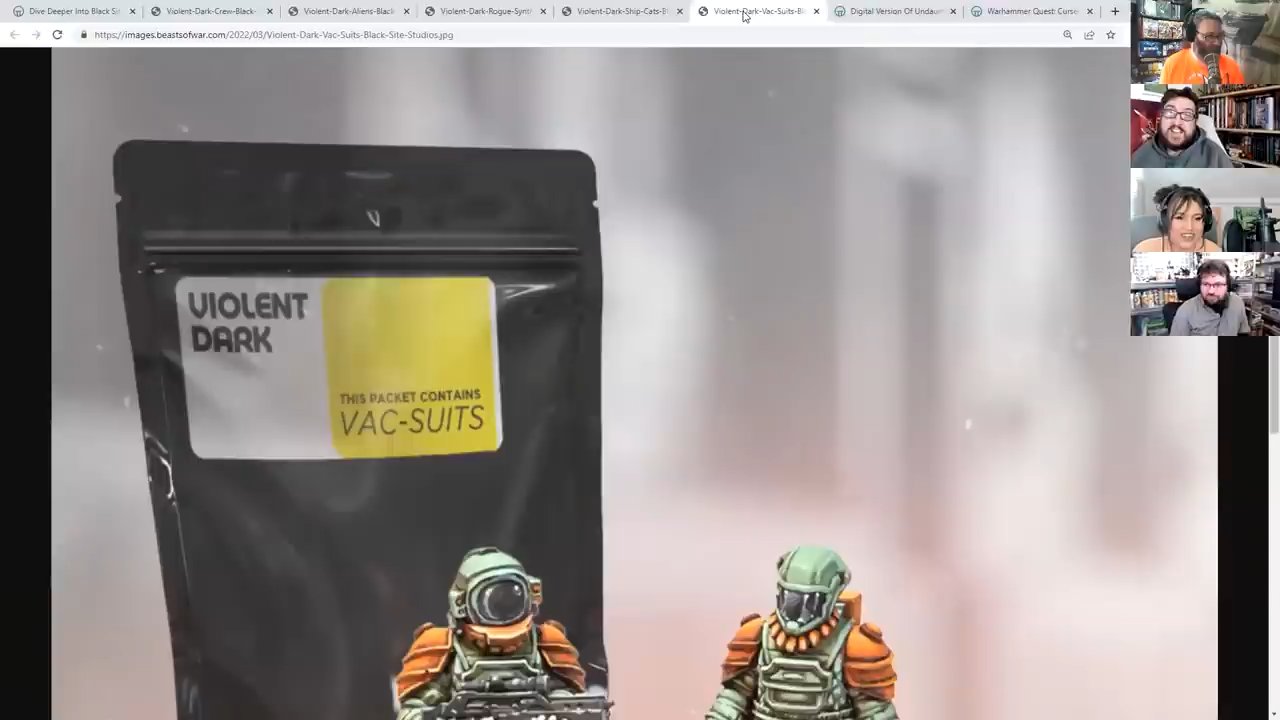 Dive Deeper Into Black Si
Violent-Dark-Crew-Black-
Violent-Dark-Aliens-Black
Violent-Dark-Rogue-Synt
Violent-Dark-Ship-Cats-B
Violent-Dark-Vac-Suits-Bl
Digital Version Of Undaun
Warhammer Quest: Curse
https://images.beastsofwar.com/2022/03/Violent-Dark-Vac-Suits-Black-Site-Studios.jpg
VIOLENT
DARK
THIS PACKET CONTAINS
VAC-SUITS